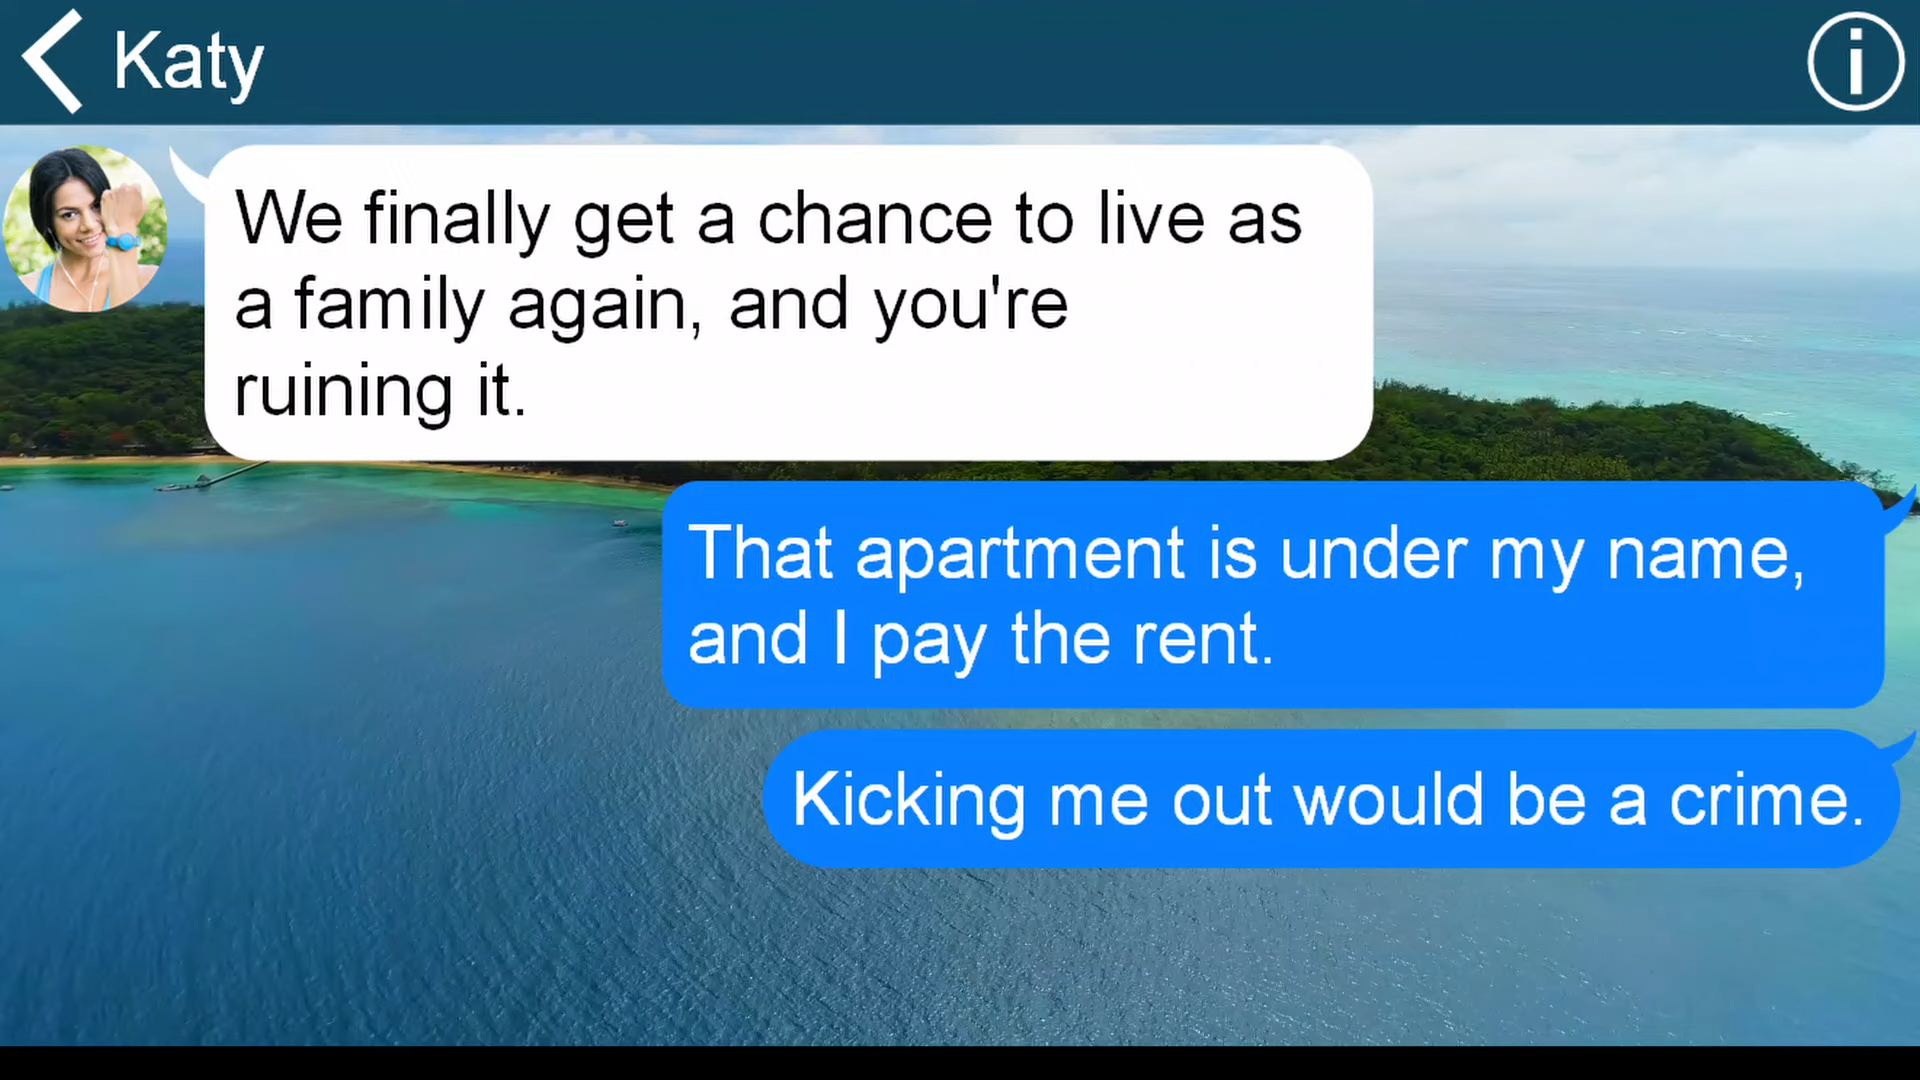 Katy
We finally get a chance to live as
a family again, and you're
ruining it.
That apartment is under my name,
and I pay the rent.
Kicking me out would be a crime.